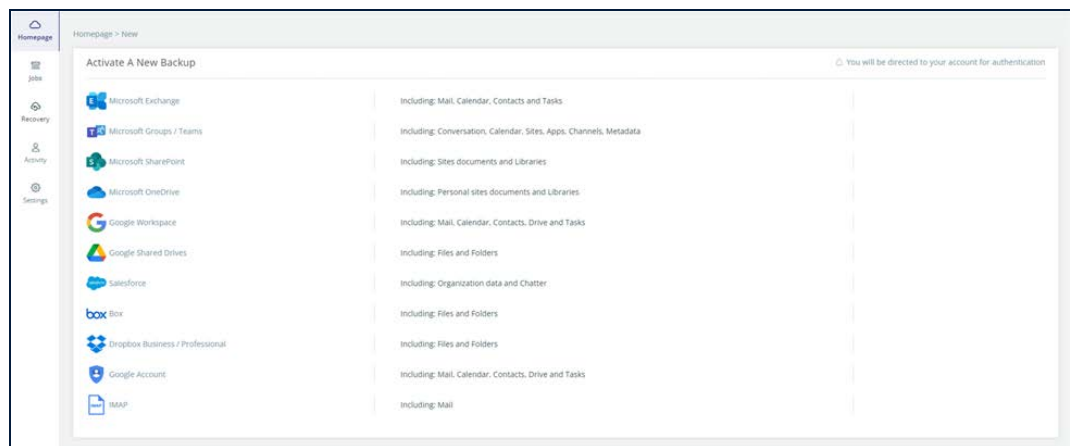 Homepage
Jobs
Recovery
Activity
Settings
Homepage > New
Activate A New Backup
You will be directed to your account for authentication
Microsoft Exchange Including: Mail, Calendar, Contacts and Tasks
Microsoft Groups / Teams Including: Conversation, Calendar, Sites, Apps, Channels, Metadata
Microsoft SharePoint Including: Sites documents and Libraries
Microsoft OneDrive Including: Personal sites documents and Libraries
Google Workspace Including: Mail, Calendar, Contacts, Drive and Tasks
Google Shared Drives Including: Files and Folders
Salesforce Including: Organization data and Chatter
box Box Including: Files and Folders
Dropbox Business / Professional Including: Files and Folders
Google Account Including: Mail, Calendar, Contacts, Drive and Tasks
IMAP IMAP Including: Mail